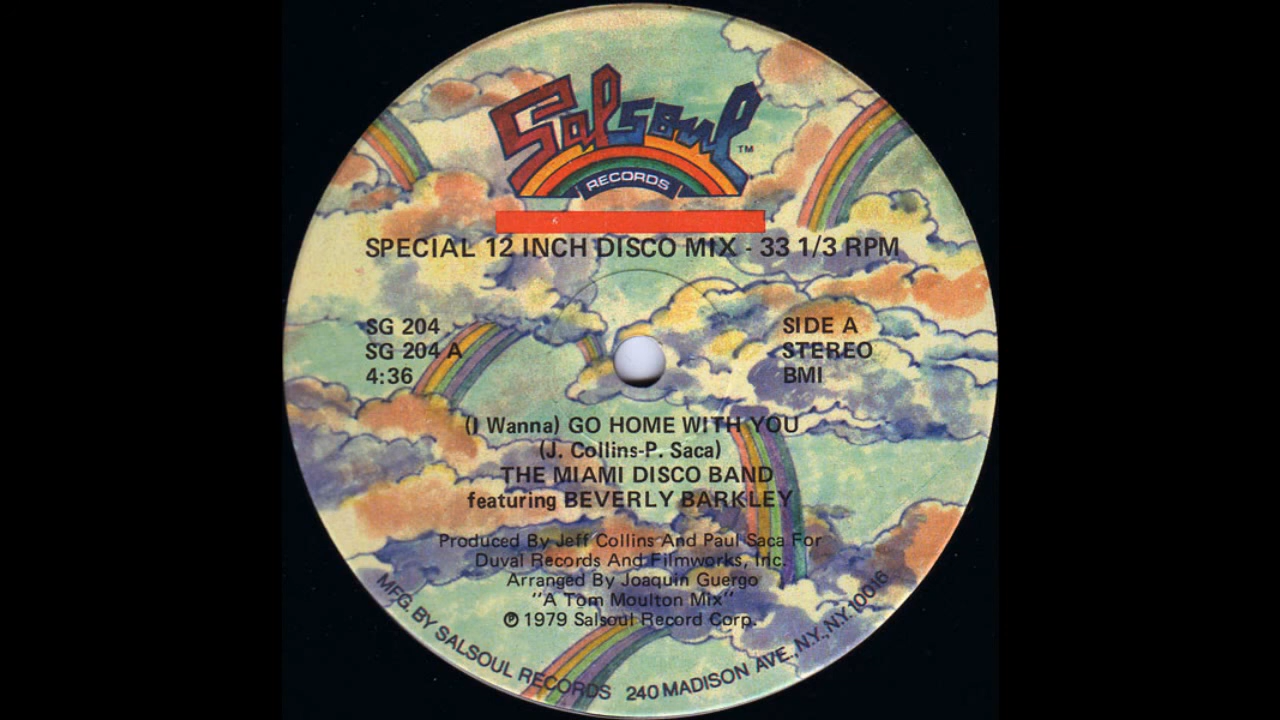 Salsoul™
RECORDS
SPECIAL 12 INCH DISCO MIX - 33 1/3 RPM
SG 204
SG 204 A
4:36
SIDE A
STEREO
BMI
(I Wanna) GO HOME WITH YOU
(J. Collins-P. Saca)
THE MIAMI DISCO BAND
featuring BEVERLY BARKLEY
Produced By Jeff Collins And Paul Saca For
Duval Records And Filmworks, Inc.
Arranged By Joaquin Guergo
"A Tom Moulton Mix"
℗ 1979 Salsoul Record Corp.
MFG. BY SALSOUL RECORDS 240 MADISON AVE., N.Y., N.Y. 10016